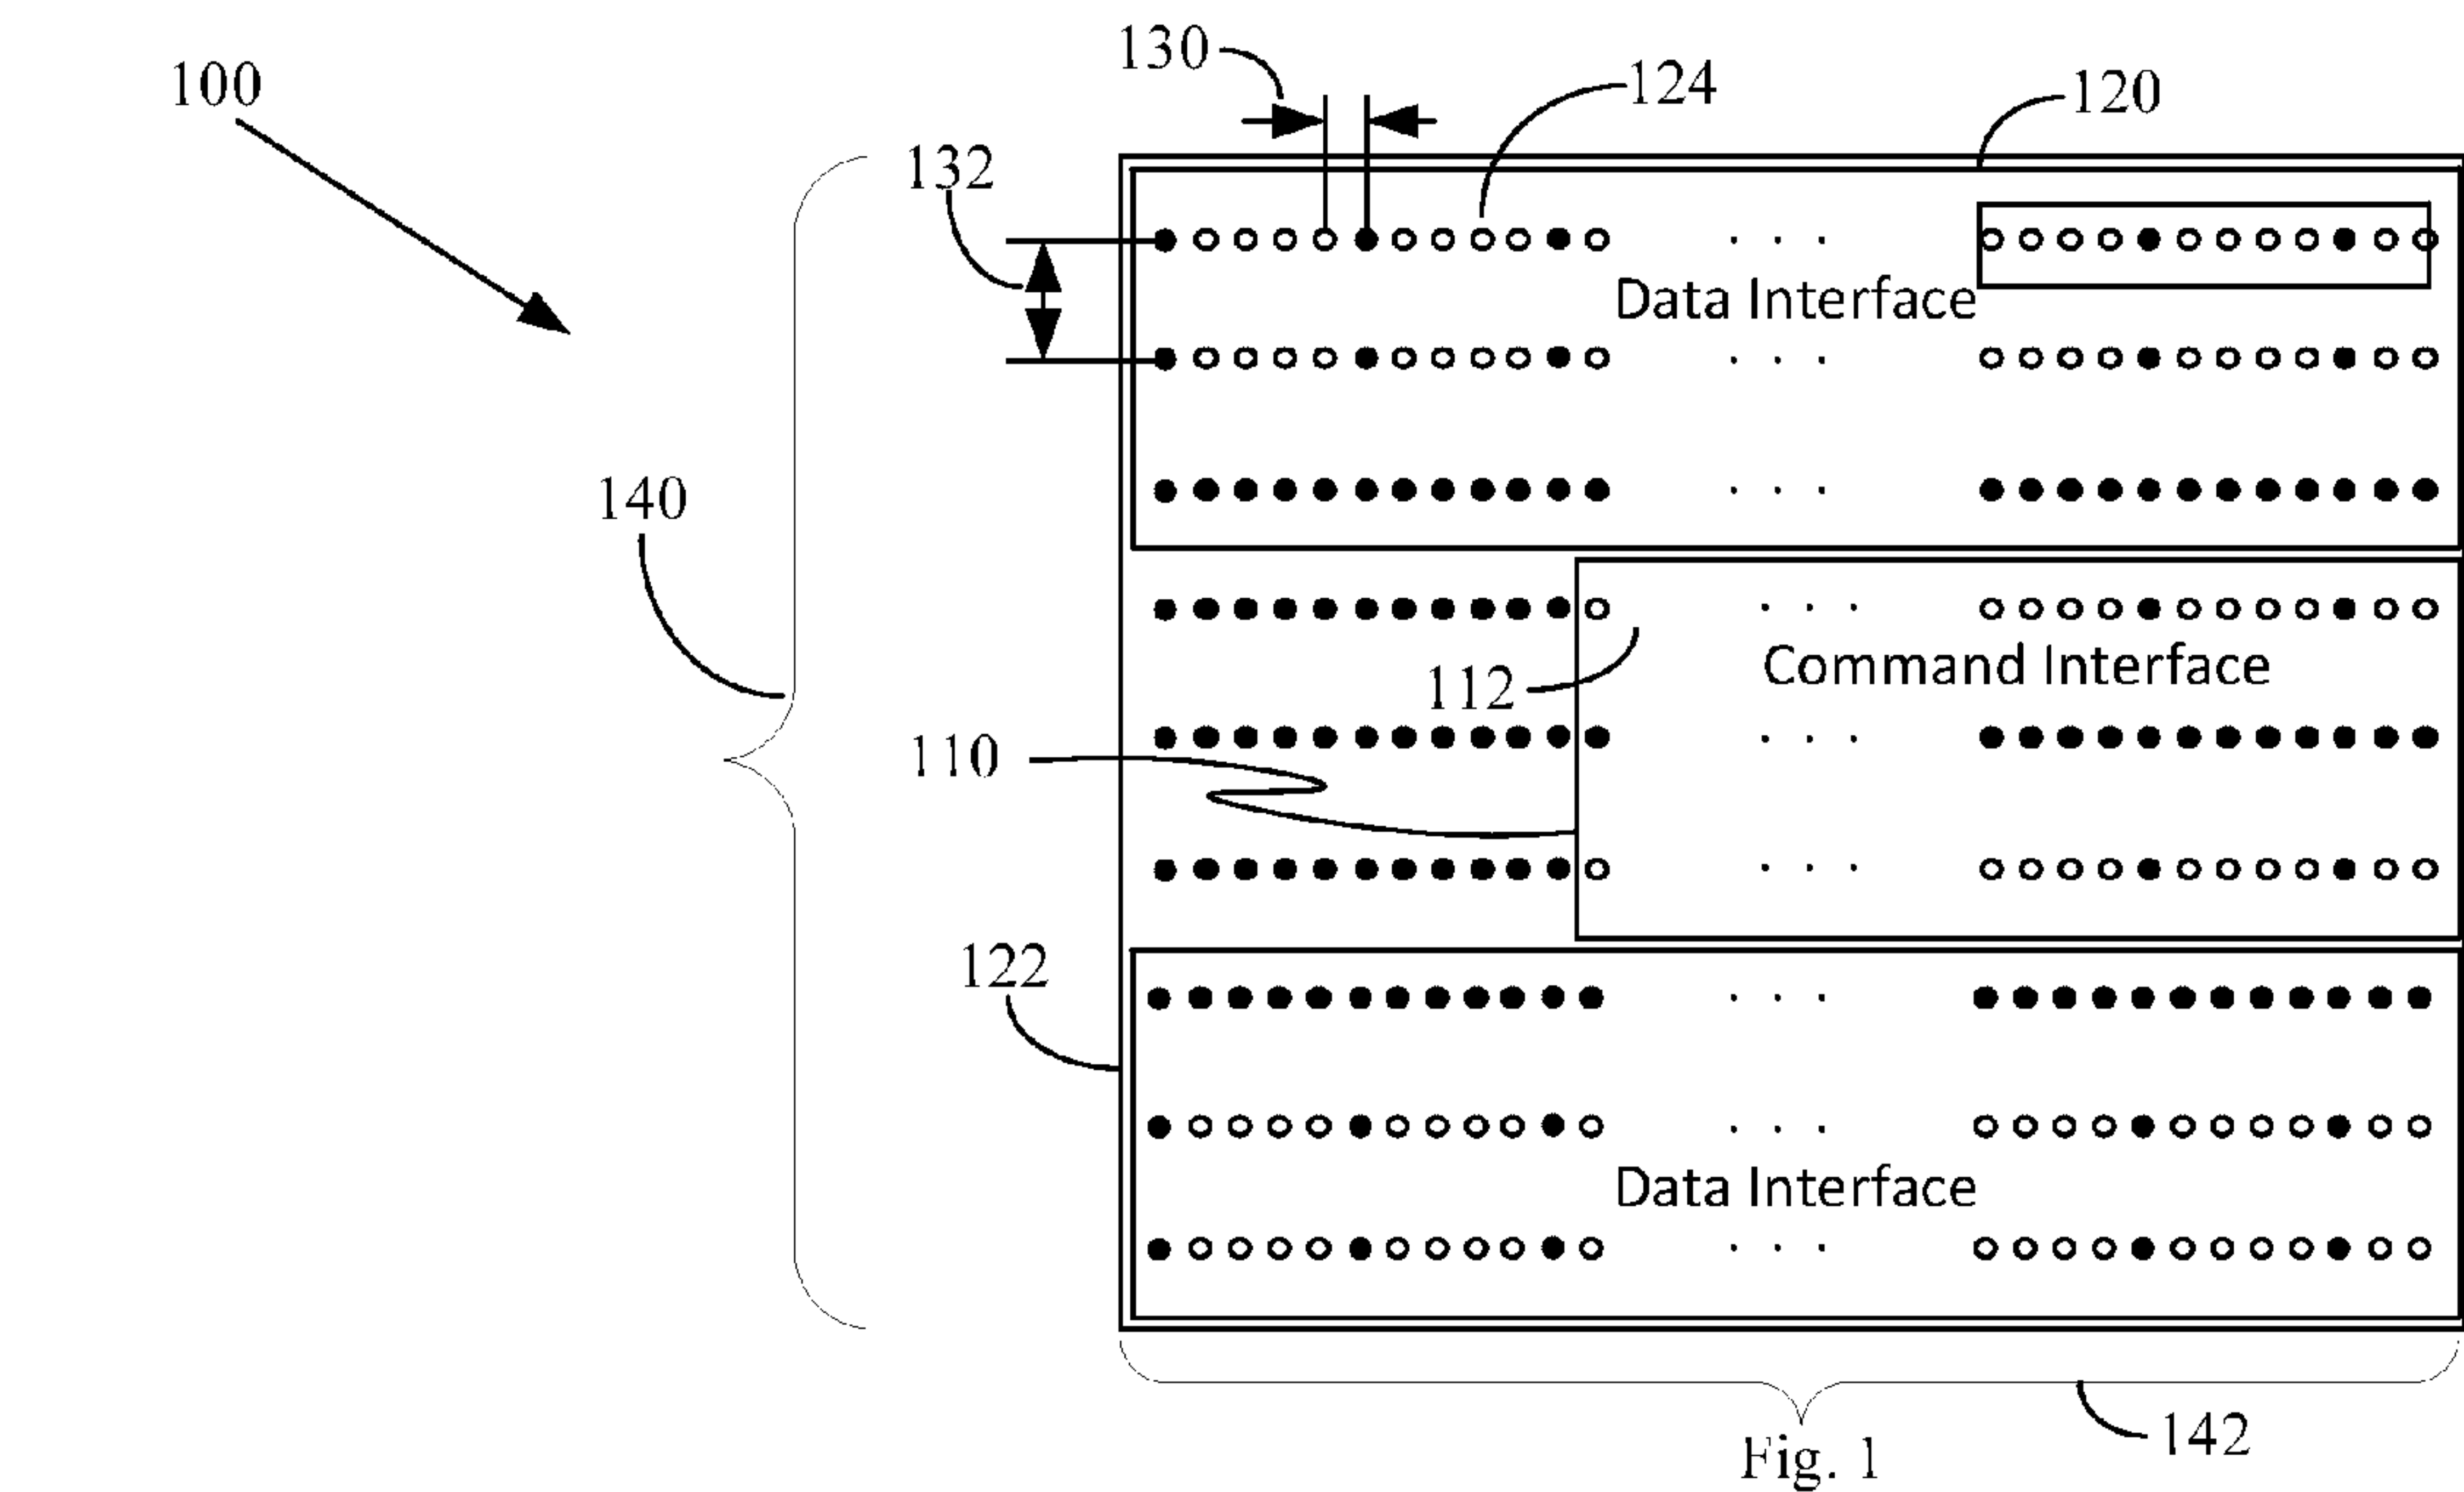 130
124
120
100
132
Data Interface
140
112
Command Interface
110
122
Data Interface
142
Fig. 1